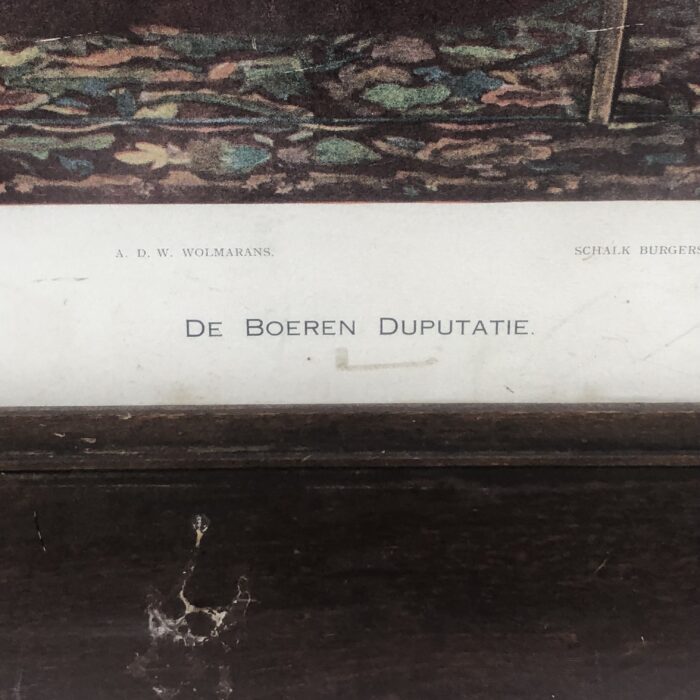 A. D. W. WOLMARANS. SCHALK BURGERS
DE BOEREN DUPUTATIE.